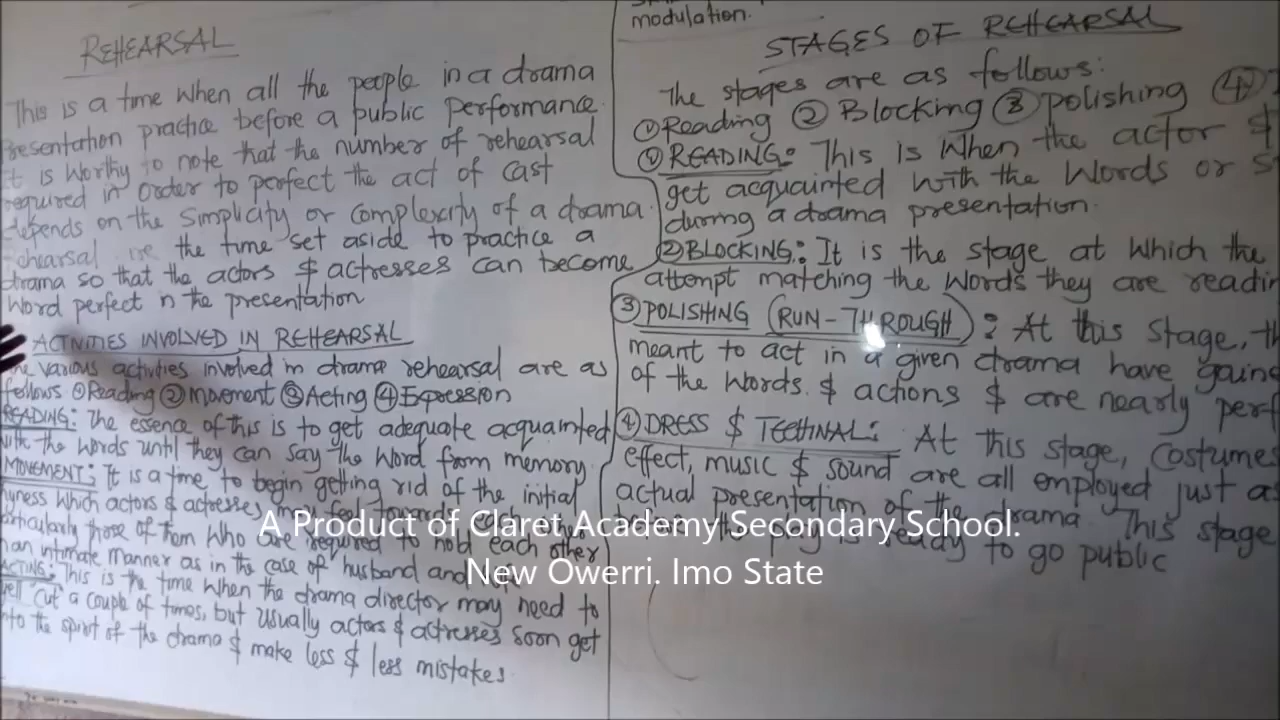 REHEARSAL
This is a time when all the people in a drama
presentation practice before a public performance.
It is worthy to note that the number of rehearsal
required in order to perfect the act of cast
depends on the simplicity or complexity of a drama.
the time set aside to practice a
drama so that the actors & actresses can become
word perfect in the presentation
ACTIVITIES INVOLVED IN REHEARSAL
various activities involved in drama rehearsal are as
follows ①Reading ②movement ③Acting ④Expression
READING: The essence of this is to get adequate acquainted
with the words until they can say the word from memory
MOVEMENT: It is a time to begin getting rid of the initial
which actors & actresses may feel towards each other
particularly those of them who are required to hold each other
an intimate manner as in the case of husband and
ACTING: This is the time when the drama director may need to
yell cut a couple of times, but usually actors & actresses soon get
into the spirit of the drama & make less & less mistakes.
modulation.
STAGES OF REHEARSAL
The stages are as follows:
①Reading ②Blocking ③polishing ④
①READING: This is when the actor &
get acquainted with the words or
during a drama presentation.
②BLOCKING: It is the stage at which the
attempt matching the words they are
③POLISHING (RUN-THROUGH): At this stage,
meant to act in a given drama have
of the words & actions & are nearly
④DRESS & TECHNAL: At this stage, costumes
effect, music & sound are all employed just
actual presentation of the drama. This stage
before the play is ready to go public
A Product of Claret Academy Secondary School.
New Owerri. Imo State